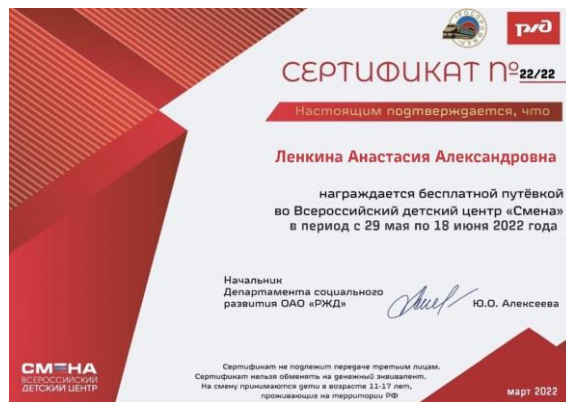 РОСПРОФЖЕЛ
ржд
СЕРТИФИКАТ №22/22
Настоящим подтверждается, что
Ленкина Анастасия Александровна
награждается бесплатной путёвкой
во Всероссийский детский центр «Смена»
в период с 29 мая по 18 июня 2022 года
Начальник
Департамента социального
развития ОАО «РЖД»
Ю.О. Алексеева
СМЕНА
ВСЕРОССИЙСКИЙ
ДЕТСКИЙ ЦЕНТР
Сертификат не подлежит передаче третьим лицам.
Сертификат нельзя обменять на денежный эквивалент.
На смену принимаются дети в возрасте 11-17 лет,
проживающие на территории РФ
март 2022